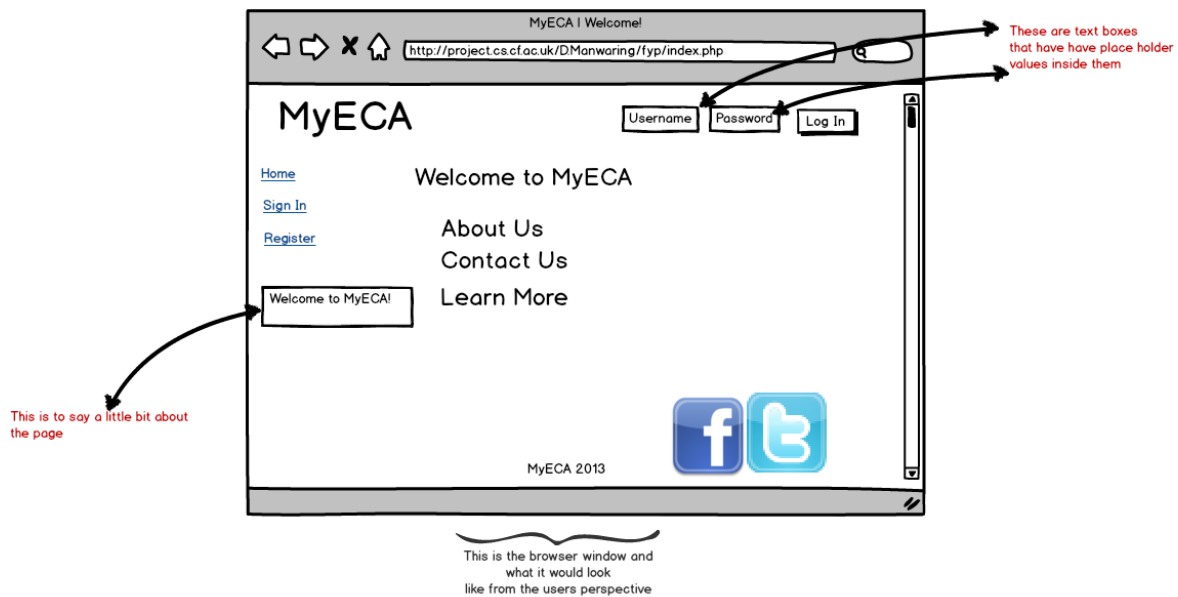 MyECA | Welcome!
http://project.cs.cf.ac.uk/DManwaring/fyp/index.php
These are text boxes
that have have place holder
values inside them
MyECA
Username
Password
Log In
Home
Sign In
Register
Welcome to MyECA!
Welcome to MyECA
About Us
Contact Us
Learn More
This is to say a little bit about
the page
f
t
MyECA 2013
This is the browser window and
what it would look
like from the users perspective